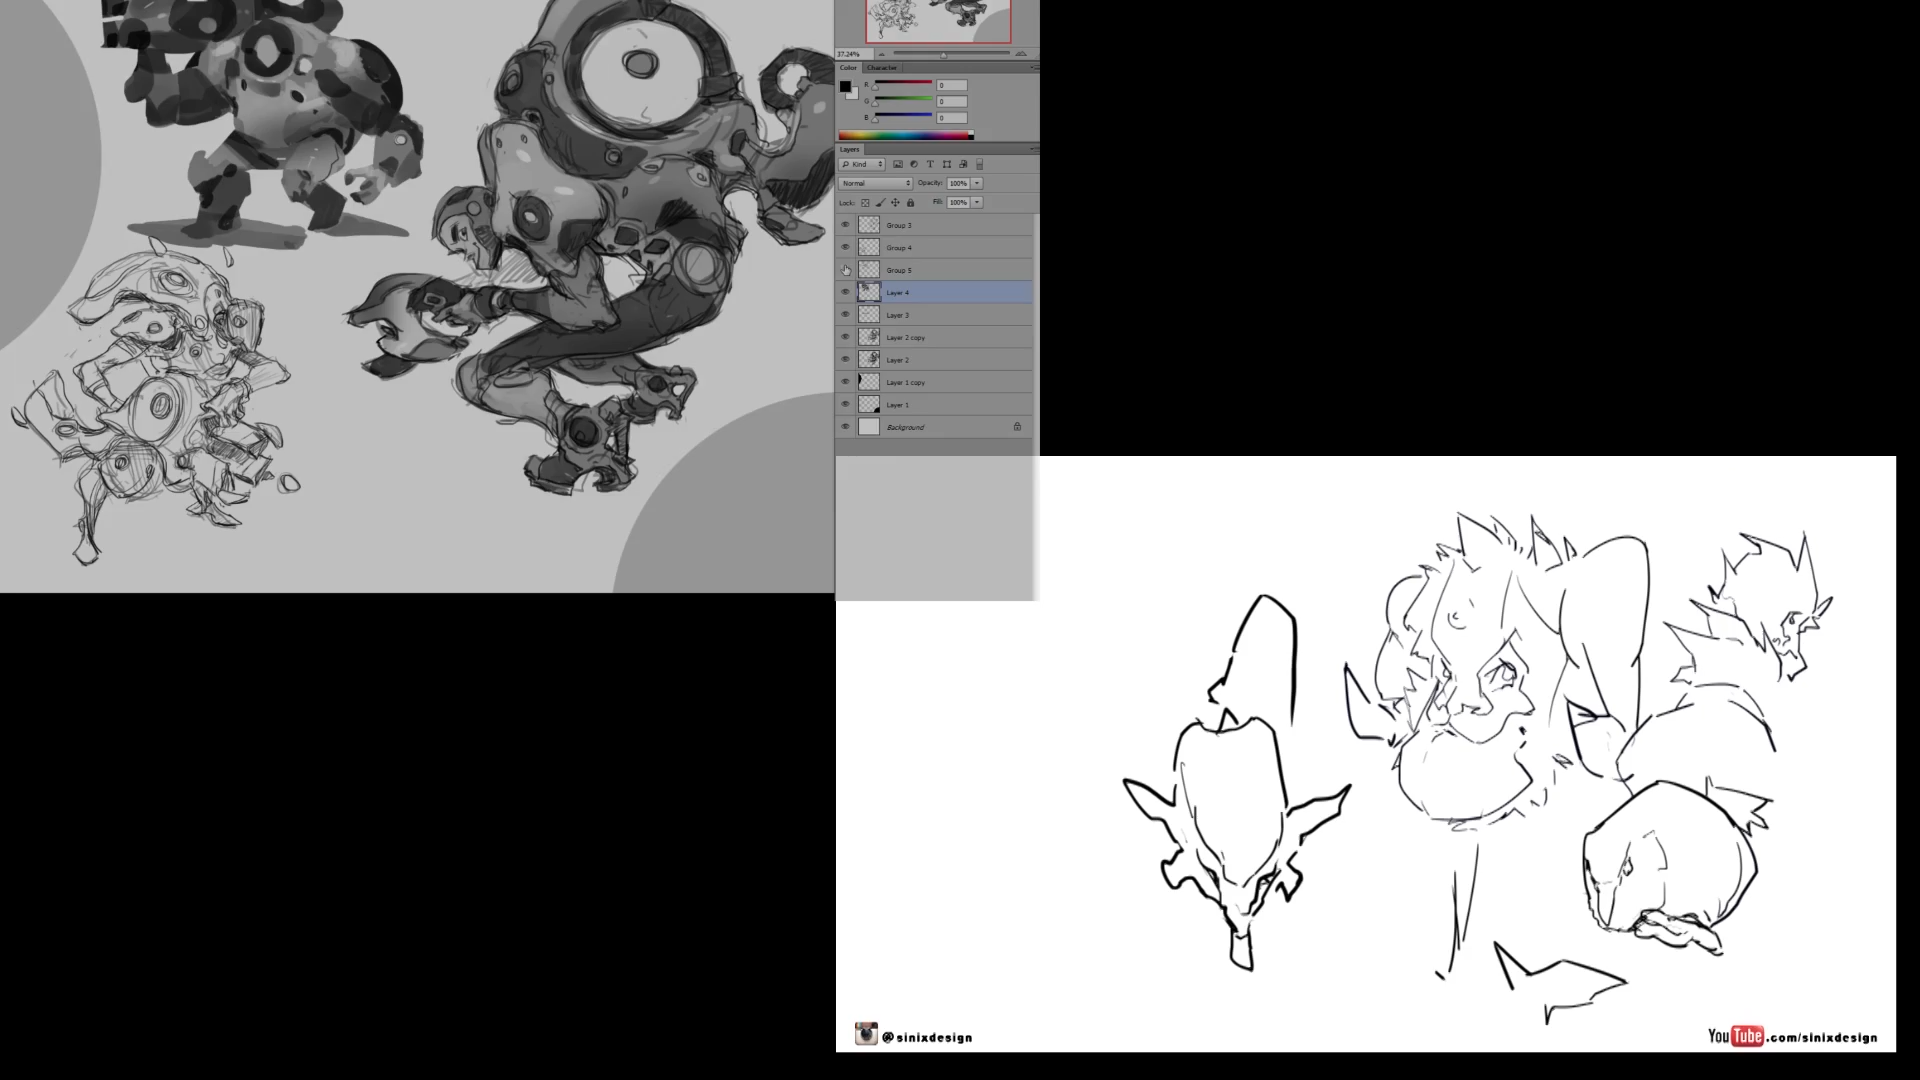 37.24%
Color Character
R 0
G 0
B 0
Layers
Kind
Normal Opacity: 100%
Lock: Fill: 100%
Group 3
Group 4
Group 5
Layer 4
Layer 3
Layer 2 copy
Layer 2
Layer 1 copy
Layer 1
Background
@sinixdesign
YouTube.com/sinixdesign